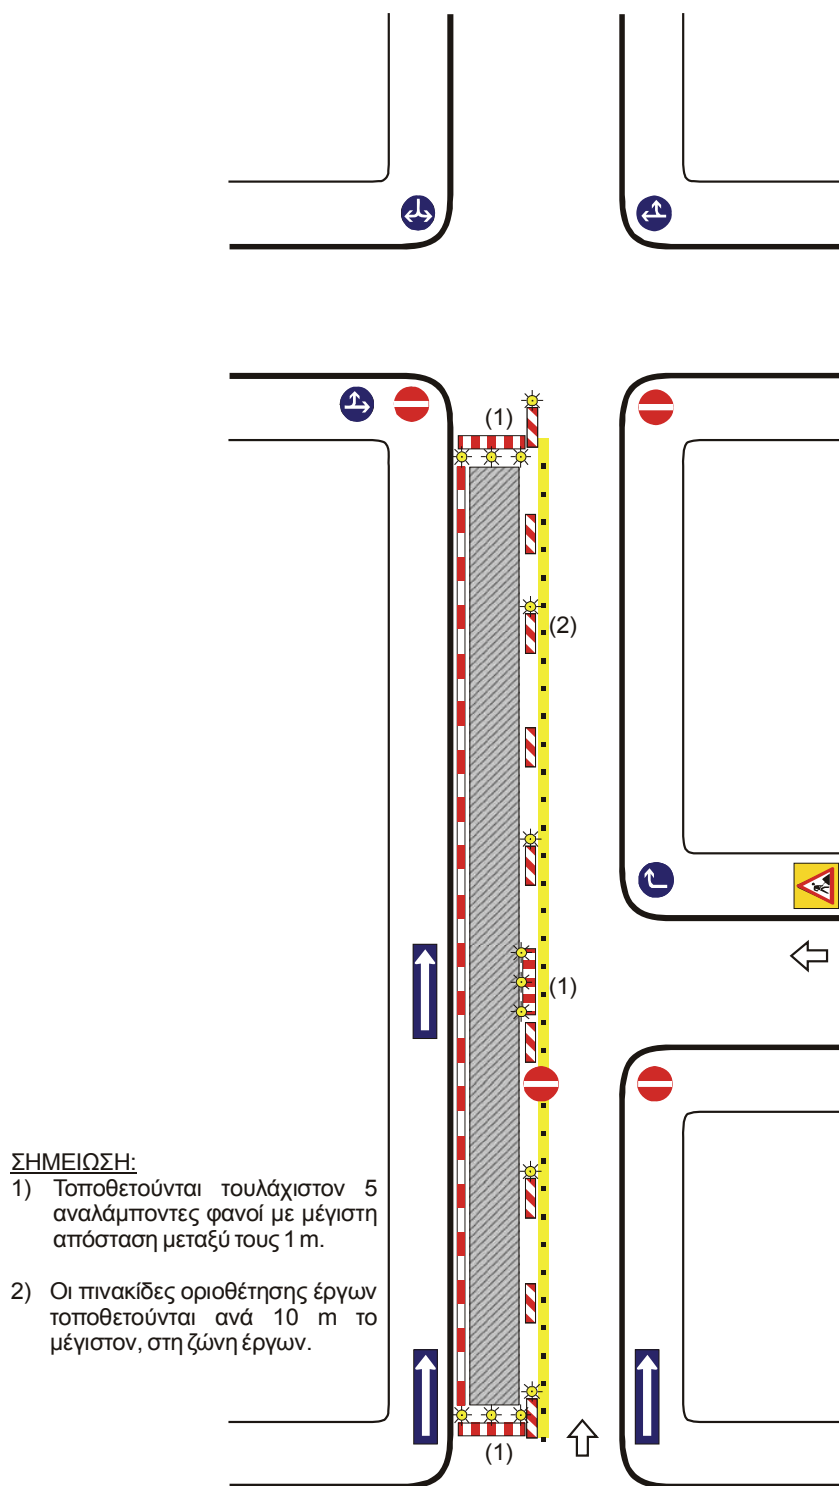 (1)
(2)
(1)
ΣΗΜΕΙΩΣΗ:
1) Τοποθετούνται τουλάχιστον 5
αναλάμποντες φανοί με μέγιστη
απόσταση μεταξύ τους 1 m.
2) Οι πινακίδες οριοθέτησης έργων
τοποθετούνται ανά 10 m το
μέγιστον, στη ζώνη έργων.
(1)